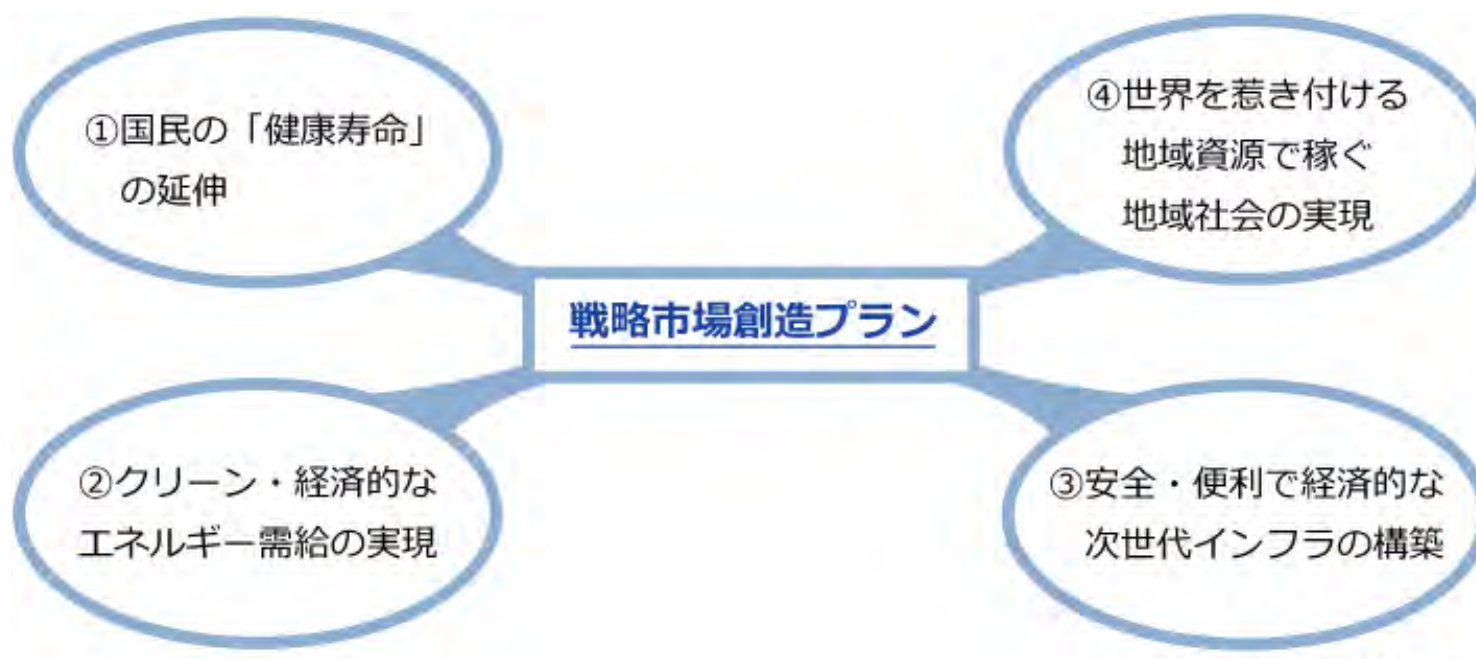 ①国民の「健康寿命」
の延伸
④世界を惹き付ける
地域資源で稼ぐ
地域社会の実現
戦略市場創造プラン
②クリーン・経済的な
エネルギー需給の実現
③安全・便利で経済的な
次世代インフラの構築